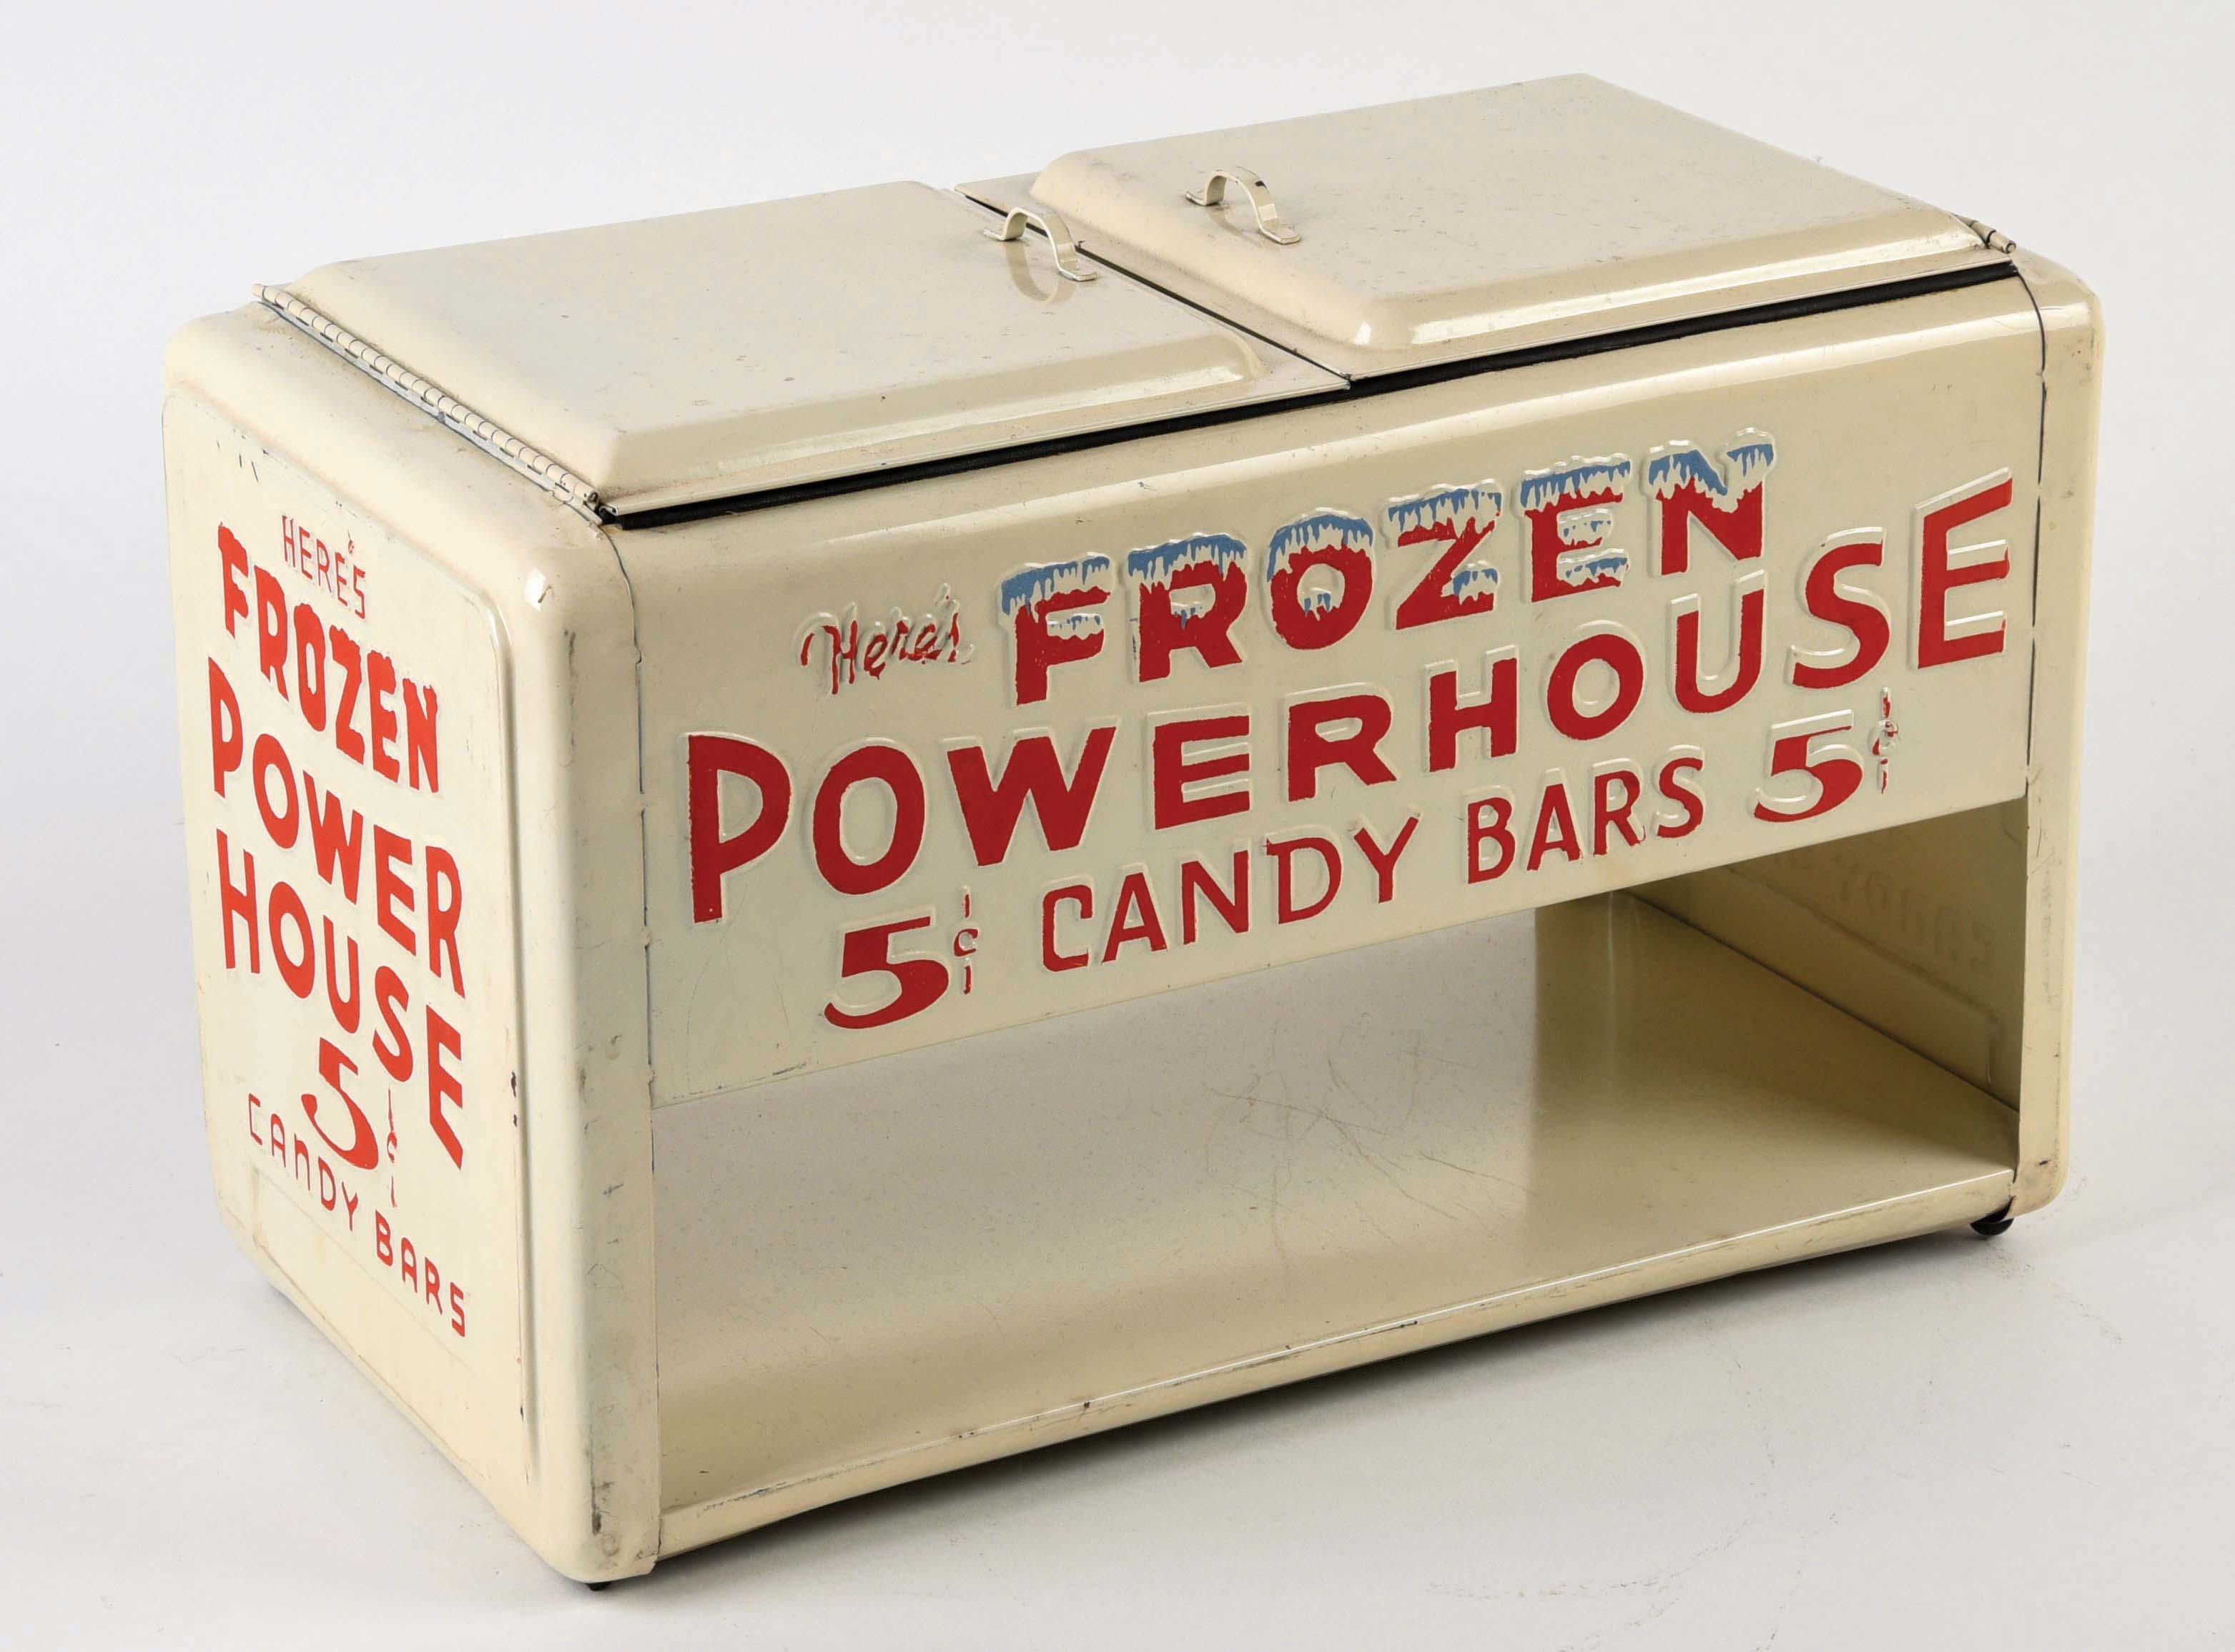 HERE'S
FROZEN
POWER
HOUSE
5¢
CANDY BARS
Here's FROZEN
POWERHOUSE
5¢ CANDY BARS 5¢